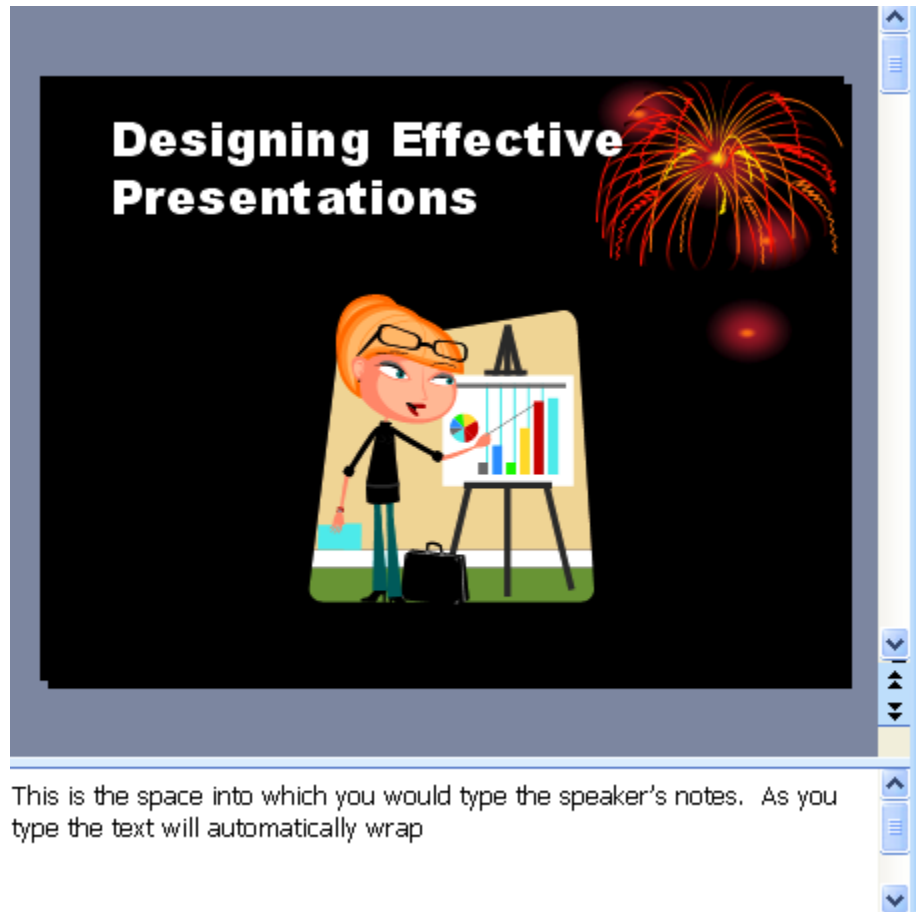 Designing Effective
Presentations
This is the space into which you would type the speaker's notes.  As you
type the text will automatically wrap